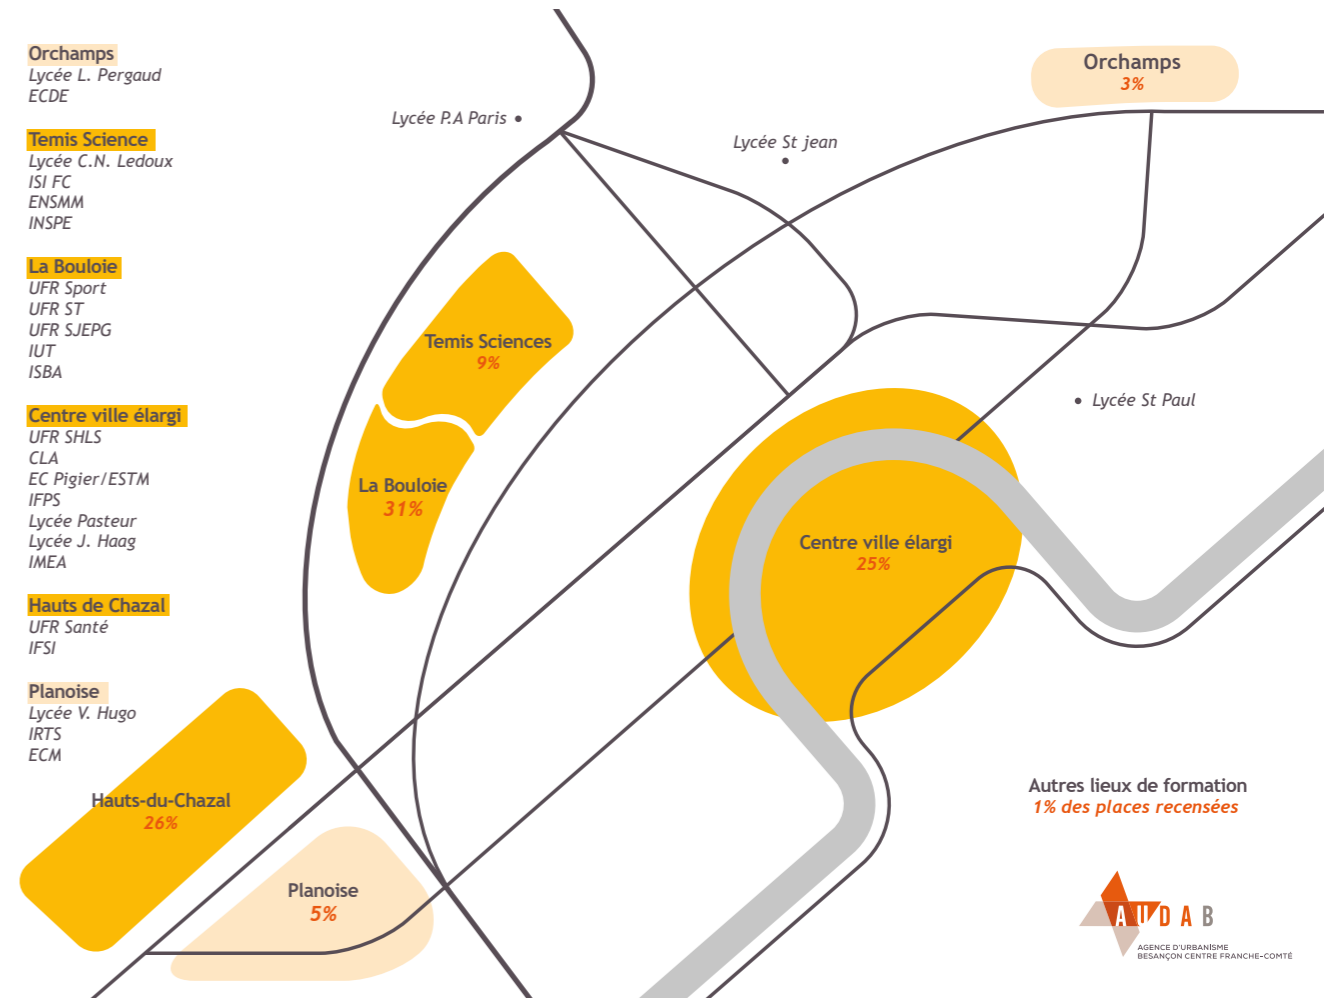 Orchamps
Lycée L. Pergaud
ECDE
Temis Science
Lycée C.N. Ledoux
ISI FC
ENSMM
INSPE
La Bouloie
UFR Sport
UFR ST
UFR SJEPG
IUT
ISBA
Centre ville élargi
UFR SHLS
CLA
EC Pigier/ESTM
IFPS
Lycée Pasteur
Lycée J. Haag
IMEA
Hauts de Chazal
UFR Santé
IFSI
Planoise
Lycée V. Hugo
IRTS
ECM
Lycée P.A Paris
Lycée St jean
Orchamps
3%
Temis Sciences
9%
Lycée St Paul
La Bouloie
31%
Centre ville élargi
25%
Hauts-du-Chazal
26%
Planoise
5%
Autres lieux de formation
1% des places recensées
AUDAB
AGENCE D'URBANISME
BESANÇON CENTRE FRANCHE-COMTÉ